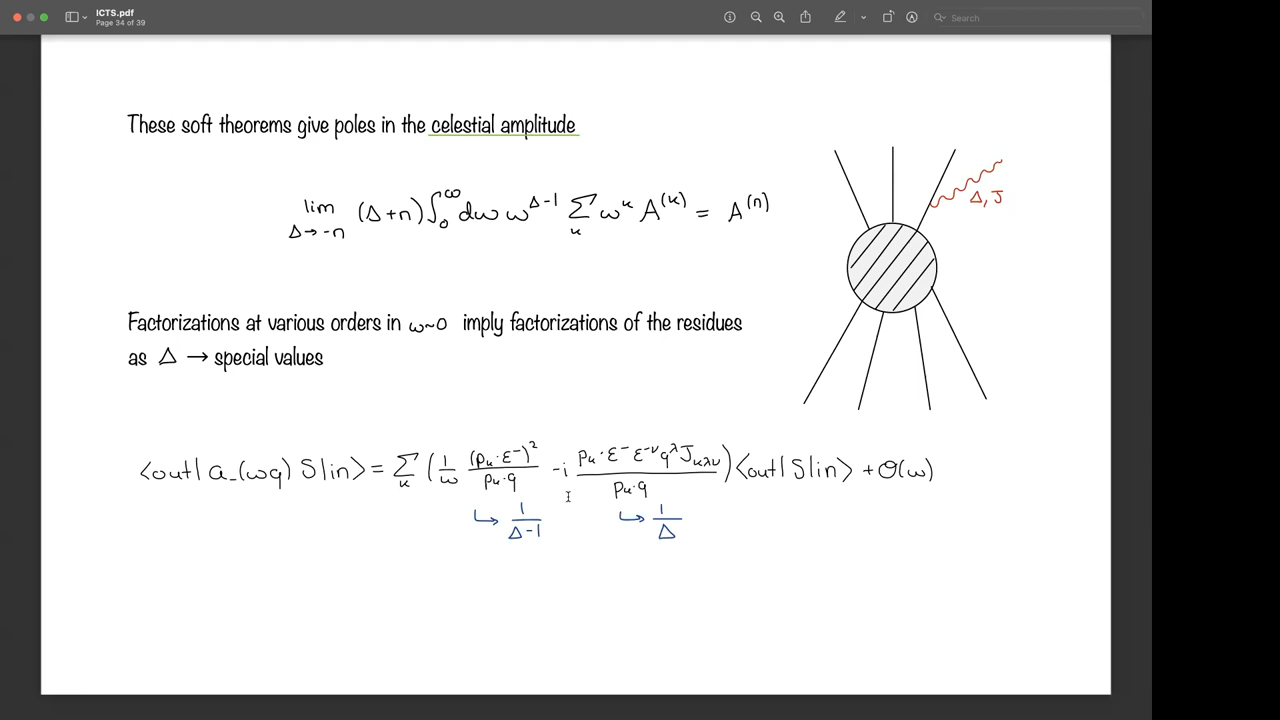 ICTS.pdf
Page 34 of 39
Search
These soft theorems give poles in the celestial amplitude
lim Δ→-n (Δ+n) ∫₀^∞ dω ω^{Δ-1} Σ_k ω^k A^{(k)} = A^{(n)}
Δ, J
Factorizations at various orders in ω~0 imply factorizations of the residues
as Δ → special values
<out| a_-(ωq) S|in> = Σ_k ( 1/ω (p_k·ε^-)²/(p_k·q) - i (p_k·ε^- ε^{-ν} q^λ J_{kλν})/(p_k·q) ) <out|S|in> + O(ω)
↳ 1/(Δ-1) ↳ 1/Δ